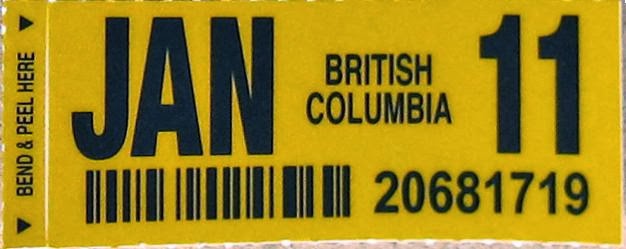 BEND & PEEL HERE
JAN
BRITISH
COLUMBIA
11
20681719